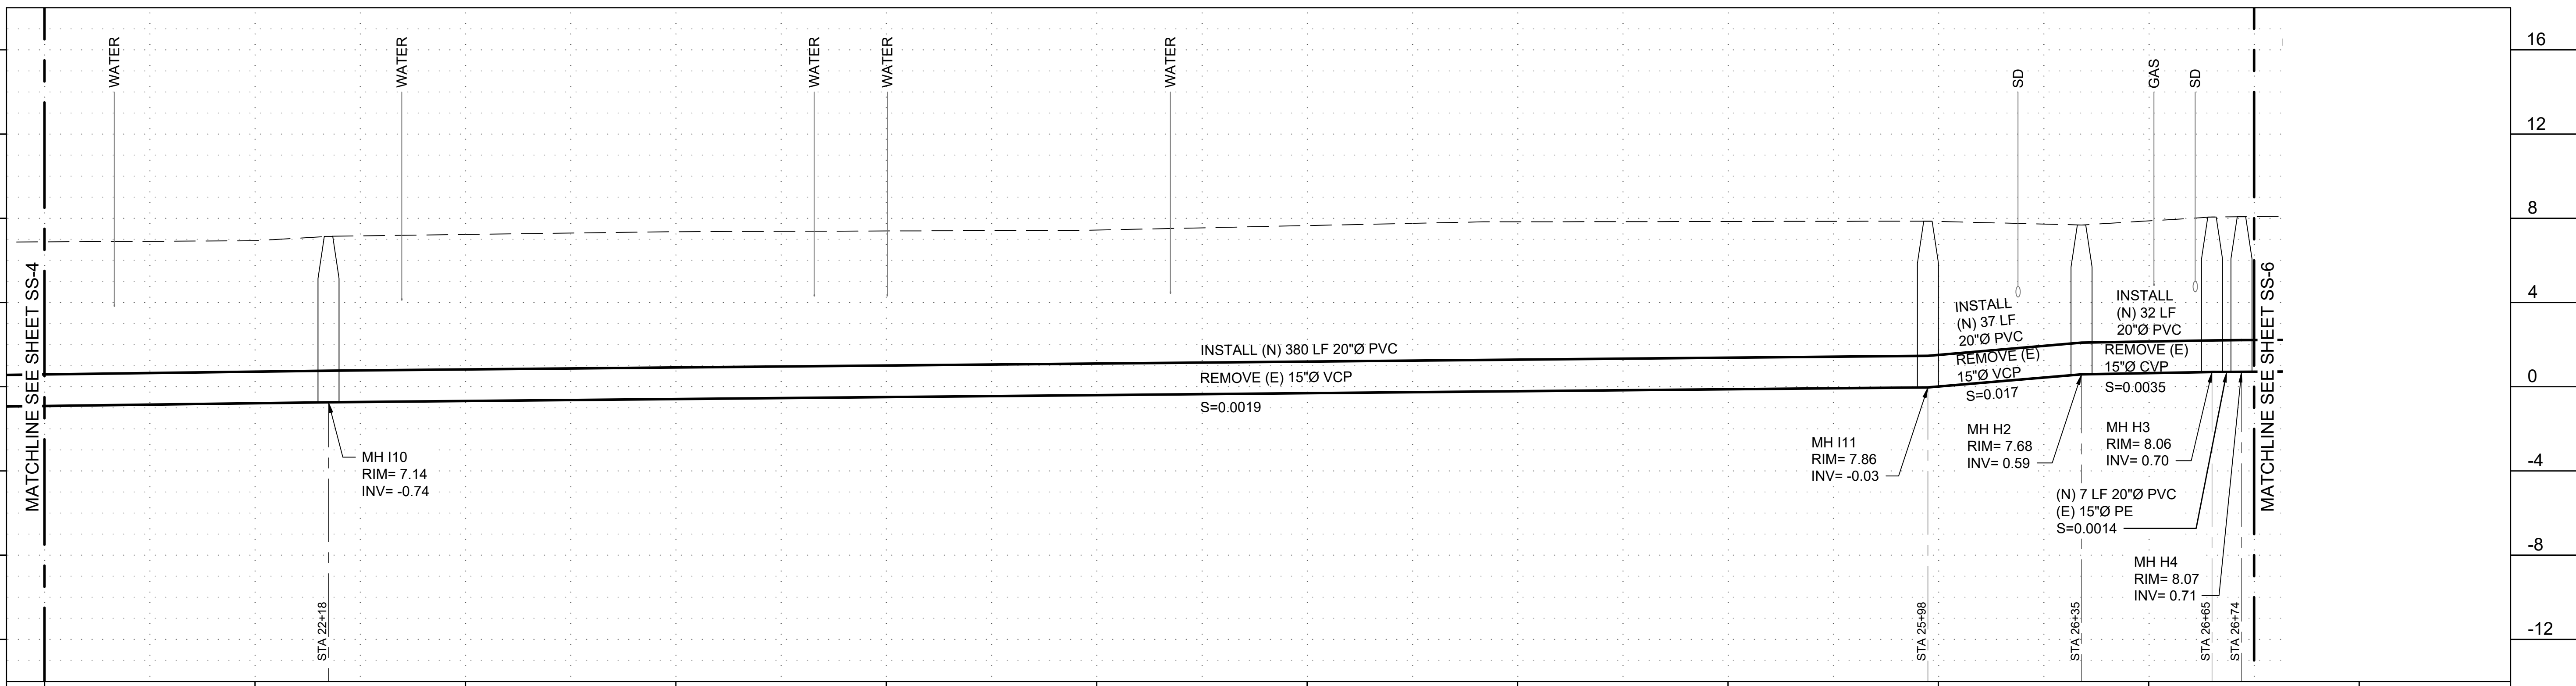 WATER
WATER
WATER
WATER
WATER
SD
GAS
SD
16
12
8
4
0
-4
-8
-12
MATCHLINE SEE SHEET SS-4
MATCHLINE SEE SHEET SS-6
INSTALL (N) 380 LF 20"Ø PVC
REMOVE (E) 15"Ø VCP
S=0.0019
INSTALL
(N) 37 LF
20"Ø PVC
REMOVE (E)
15"Ø VCP
S=0.017
INSTALL
(N) 32 LF
20"Ø PVC
REMOVE (E)
15"Ø CVP
S=0.0035
MH I10
RIM= 7.14
INV= -0.74
MH I11
RIM= 7.86
INV= -0.03
MH H2
RIM= 7.68
INV= 0.59
MH H3
RIM= 8.06
INV= 0.70
(N) 7 LF 20"Ø PVC
(E) 15"Ø PE
S=0.0014
MH H4
RIM= 8.07
INV= 0.71
STA 22+18
STA 25+98
STA 26+35
STA 26+65
STA 26+74